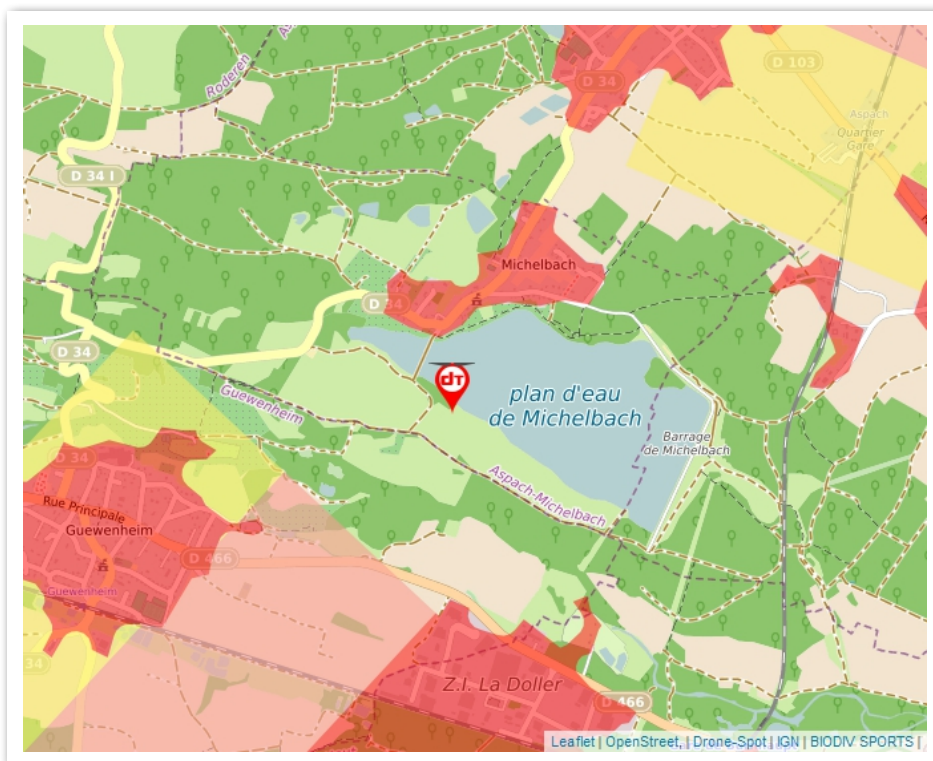 Roderen
D 34
D 103
Aspach
Quartier
Gare
D 34 I
Michelbach
D 34
D 34
Guewenheim
dT
plan d'eau
de Michelbach
Barrage
de Michelbach
Aspach-Michelbach
D 34
Rue Principale
Guewenheim
D 466
Guewenheim
34
Z.I. La Doller
D 466
Leaflet | OpenStreet, | Drone-Spot | IGN | BIODIV SPORTS |